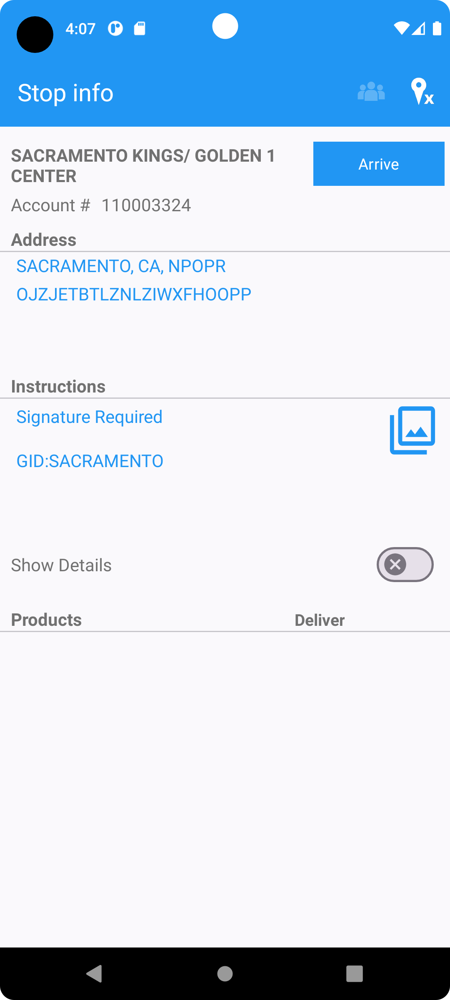 4:07
Stop info
SACRAMENTO KINGS/ GOLDEN 1
CENTER
Arrive
Account # 110003324
Address
SACRAMENTO, CA, NPOPR
OJZJETBTLZNLZIWXFHOOPP
Instructions
Signature Required
GID:SACRAMENTO
Show Details
Products Deliver